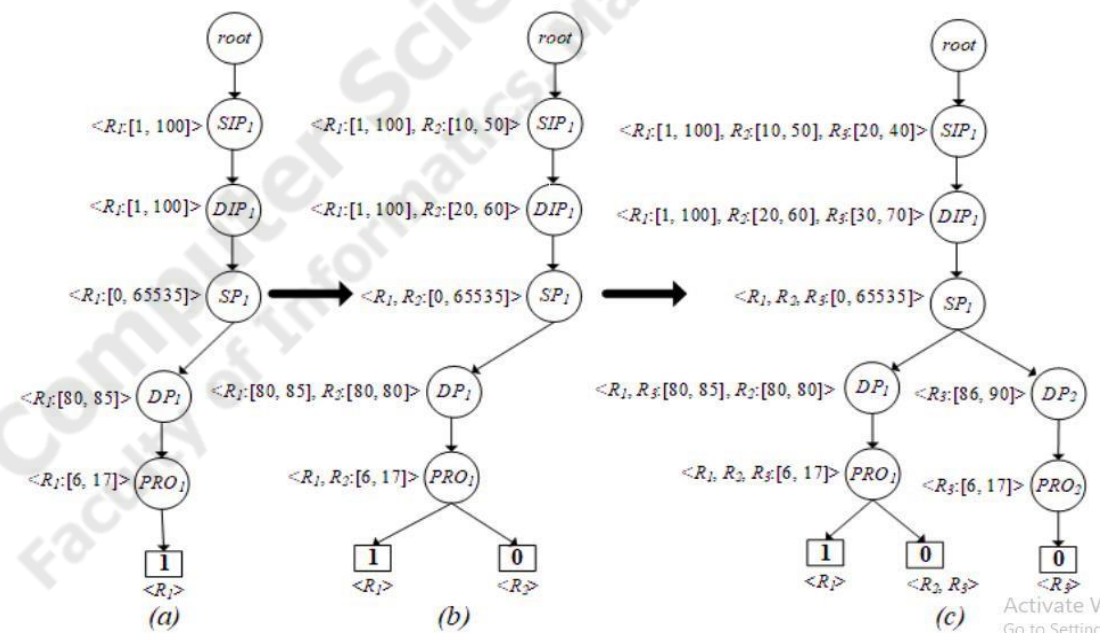 root
<R1:[1, 100]> SIP1
<R1:[1, 100]> DIP1
<R1:[0, 65535]> SP1
<R1:[80, 85]> DP1
<R1:[6, 17]> PRO1
1
<R1>
(a)
root
<R1:[1, 100], R2:[10, 50]> SIP1
<R1:[1, 100], R2:[20, 60]> DIP1
<R1, R2:[0, 65535]> SP1
<R1:[80, 85], R2:[80, 80]> DP1
<R1, R2:[6, 17]> PRO1
1 0
<R1> <R2>
(b)
root
<R1:[1, 100], R2:[10, 50], R3:[20, 40]> SIP1
<R1:[1, 100], R2:[20, 60], R3:[30, 70]> DIP1
<R1, R2, R3:[0, 65535]> SP1
<R1, R3:[80, 85], R2:[80, 80]> DP1 <R3:[86, 90]> DP2
<R1, R2, R3:[6, 17]> PRO1 <R3:[6, 17]> PRO2
1 0 0
<R1> <R2, R3> <R3>
(c)
Computer Scie
Faculty of Informatics, Ma
Activate
Go to Setting